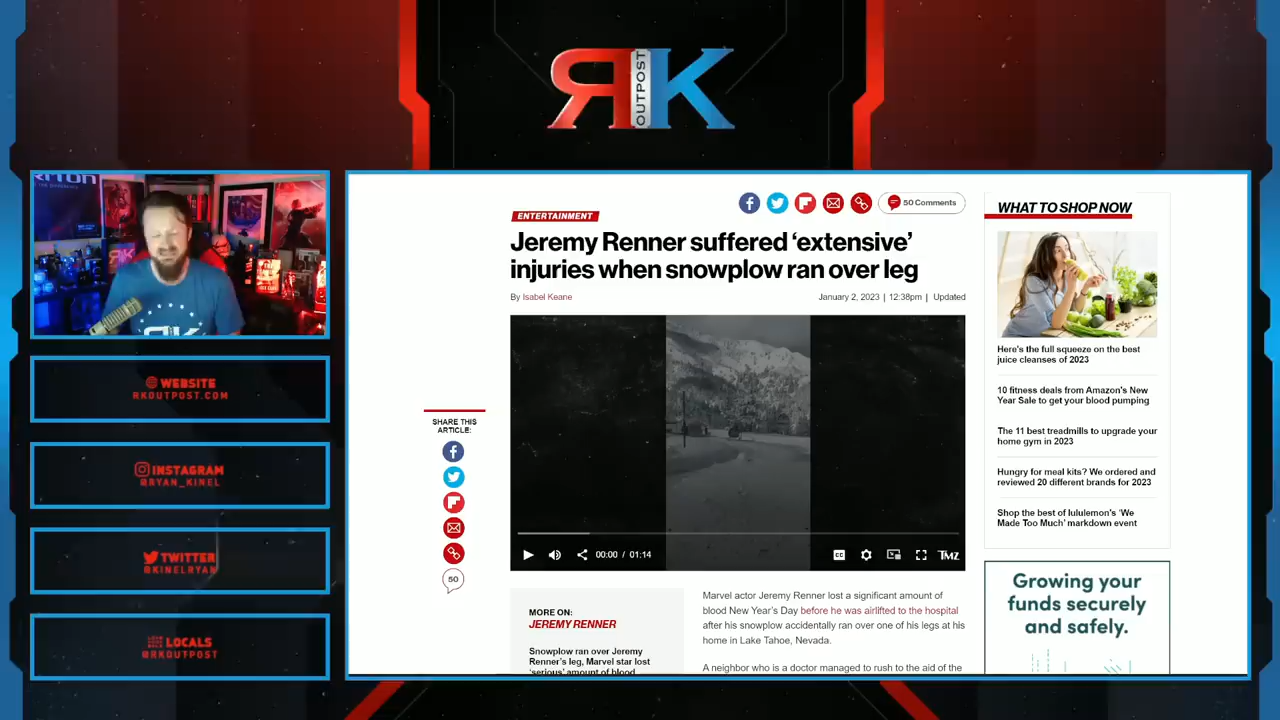 RK
OUTPOST
WEBSITE
RKOUTPOST.COM
INSTAGRAM
@RYAN_KINEL
TWITTER
@KINELRYAN
LOCALS
@RKOUTPOST
50 Comments
ENTERTAINMENT
Jeremy Renner suffered ‘extensive’
injuries when snowplow ran over leg
By Isabel Keane
January 2, 2023 | 12:38pm | Updated
SHARE THIS
ARTICLE:
50
00:00 / 01:14
CC
TMZ
MORE ON:
JEREMY RENNER
Snowplow ran over Jeremy
Renner’s leg, Marvel star lost
‘serious’ amount of blood
Marvel actor Jeremy Renner lost a significant amount of
blood New Year’s Day before he was airlifted to the hospital
after his snowplow accidentally ran over one of his legs at his
home in Lake Tahoe, Nevada.
A neighbor who is a doctor managed to rush to the aid of the
WHAT TO SHOP NOW
Here's the full squeeze on the best
juice cleanses of 2023
10 fitness deals from Amazon's New
Year Sale to get your blood pumping
The 11 best treadmills to upgrade your
home gym in 2023
Hungry for meal kits? We ordered and
reviewed 20 different brands for 2023
Shop the best of lululemon's ‘We
Made Too Much’ markdown event
Growing your
funds securely
and safely.